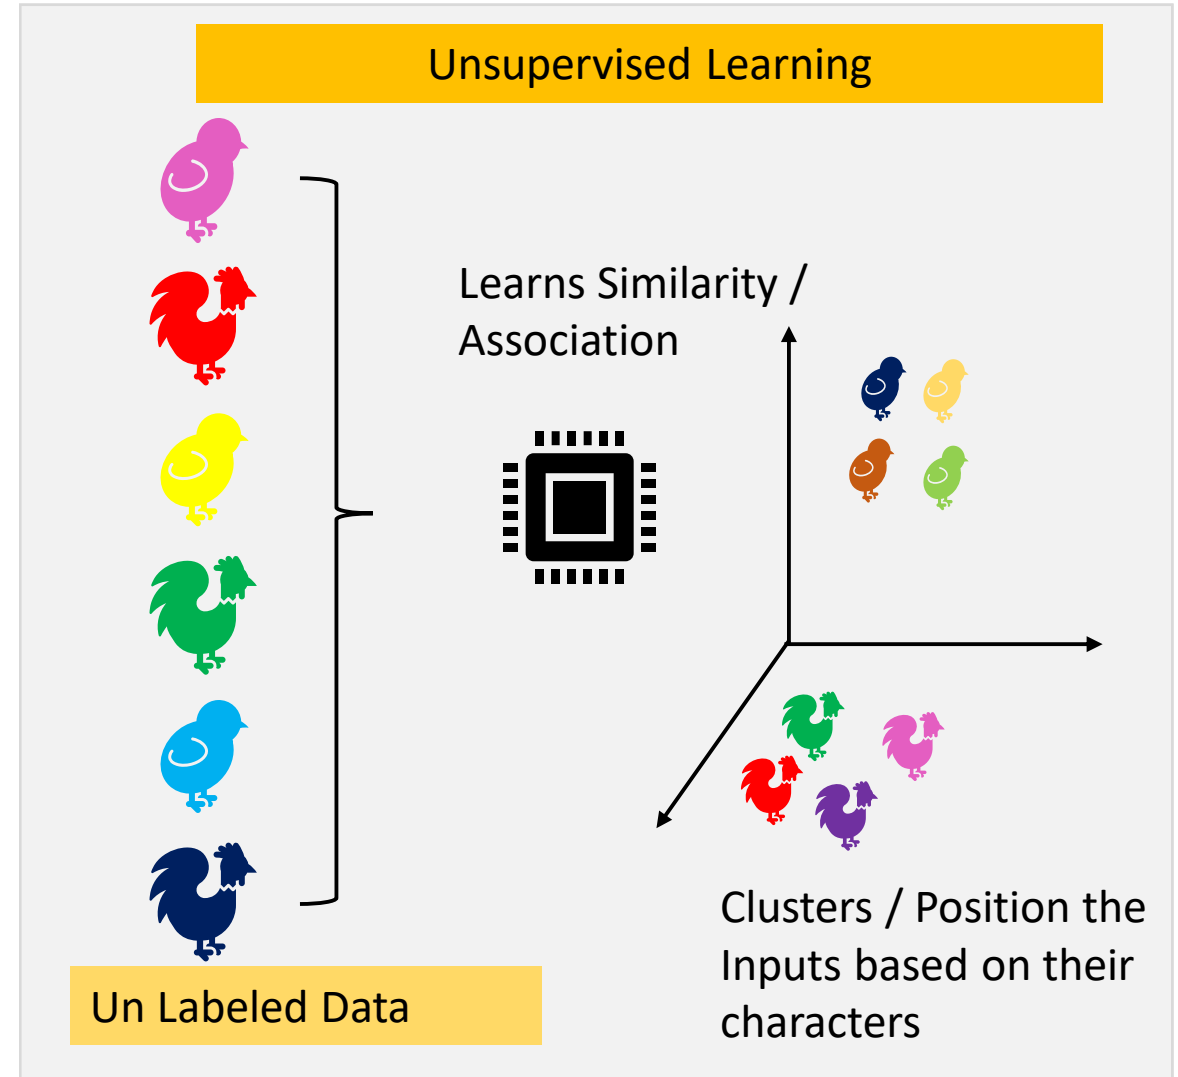 Unsupervised Learning
Learns Similarity /
Association
Clusters / Position the
Inputs based on their
characters
Un Labeled Data